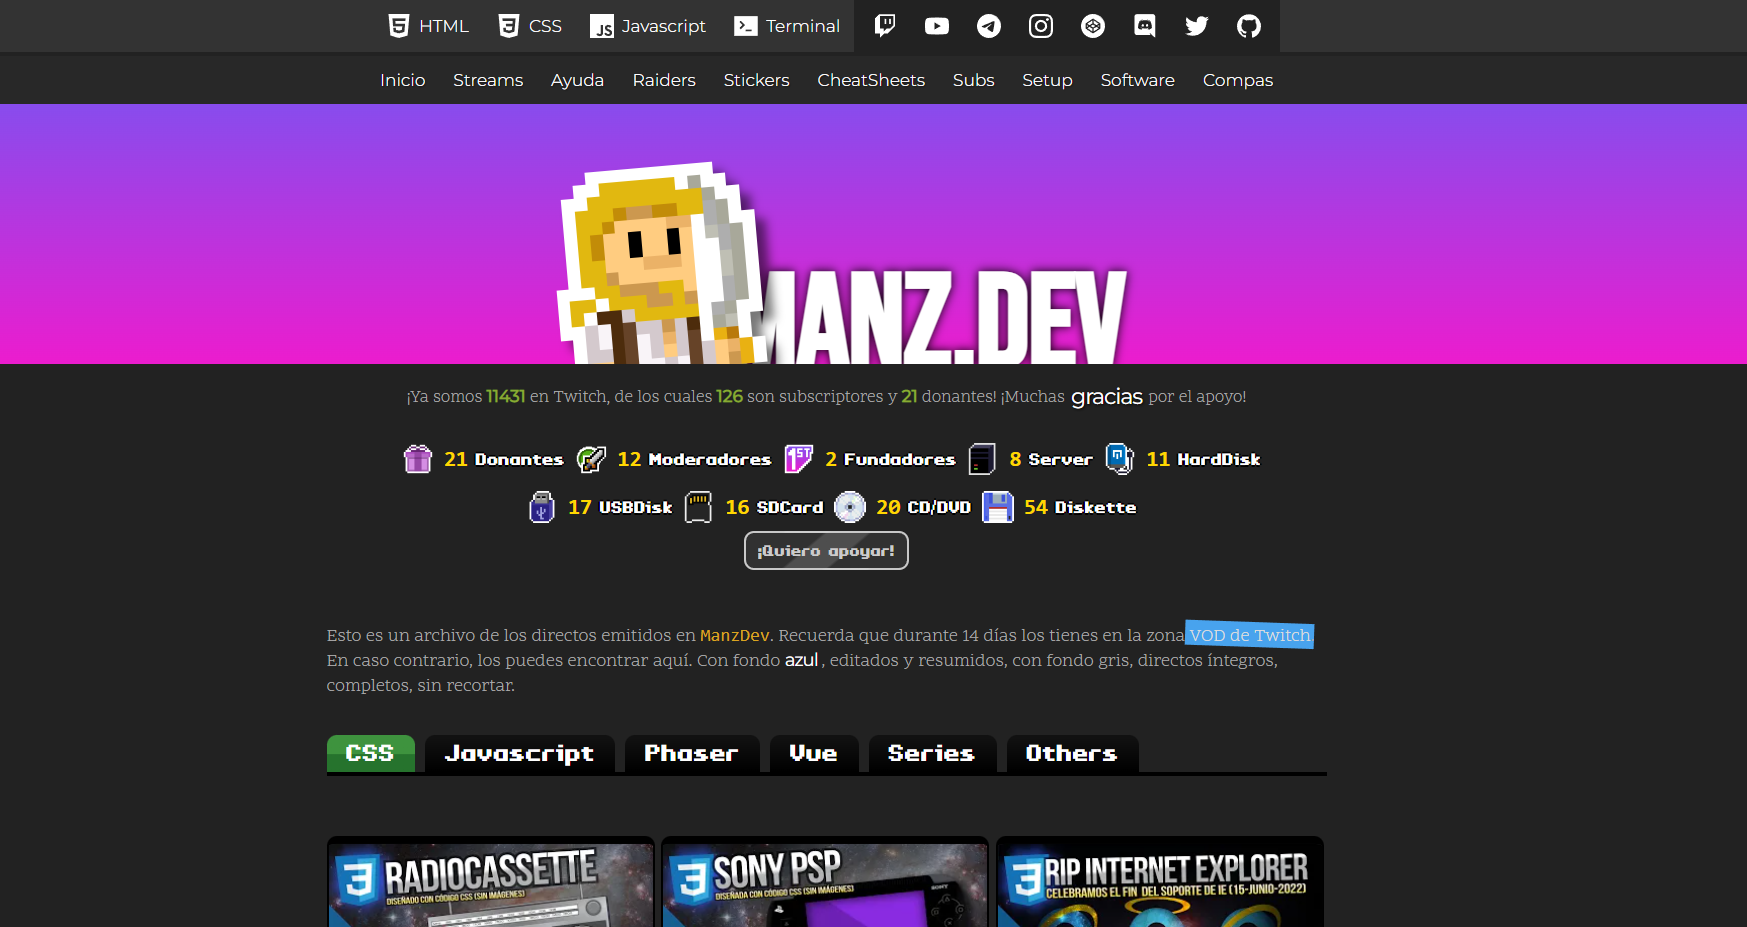 HTML CSS Javascript Terminal
Inicio Streams Ayuda Raiders Stickers CheatSheets Subs Setup Software Compas
MANZ.DEV
¡Ya somos 11431 en Twitch, de los cuales 126 son subscriptores y 21 donantes! ¡Muchas gracias por el apoyo!
21 Donantes 12 Moderadores 1ST 2 Fundadores 8 Server 11 HardDisk
17 USBDisk 16 SDCard 20 CD/DVD 54 Diskette
¡Quiero apoyar!
Esto es un archivo de los directos emitidos en ManzDev. Recuerda que durante 14 días los tienes en la zona VOD de Twitch.
En caso contrario, los puedes encontrar aquí. Con fondo azul, editados y resumidos, con fondo gris, directos íntegros,
completos, sin recortar.
CSS Javascript Phaser Vue Series Others
3 RADIOCASSETTE
DISEÑADO CON CÓDIGO CSS (SIN IMÁGENES)
3 SONY PSP
DISEÑADA CON CÓDIGO CSS (SIN IMÁGENES)
SONY
3 RIP INTERNET EXPLORER
CELEBRAMOS EL FIN DEL SOPORTE DE IE (15-JUNIO-2022)